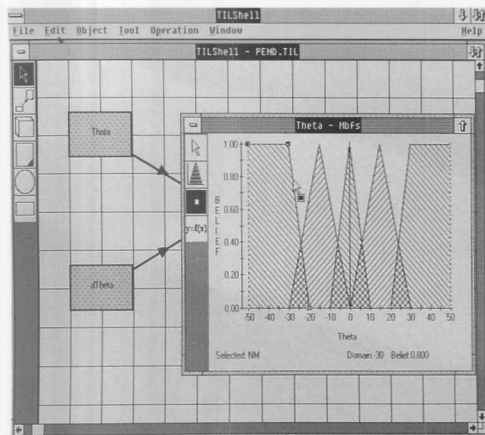 TILShell
File Edit Object Tool Operation Window Help
TILShell - PEND.TIL
Theta
dTheta
Theta - MbFs
y=f(x)
BELIEF
1.00
0.80
0.60
0.40
0.20
0.00
-50 -40 -30 -20 -10 0 10 20 30 40 50
Theta
Selected: NM Domain:-30 Belief:0.800